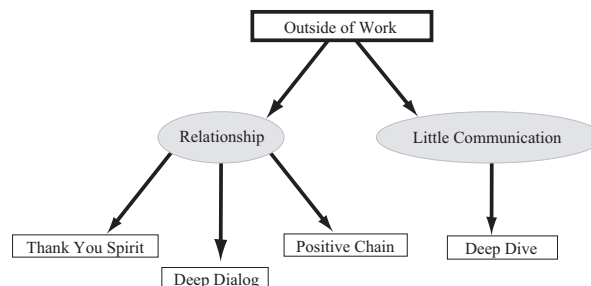 Outside of Work
Relationship
Little Communication
Thank You Spirit
Positive Chain
Deep Dive
Deep Dialog